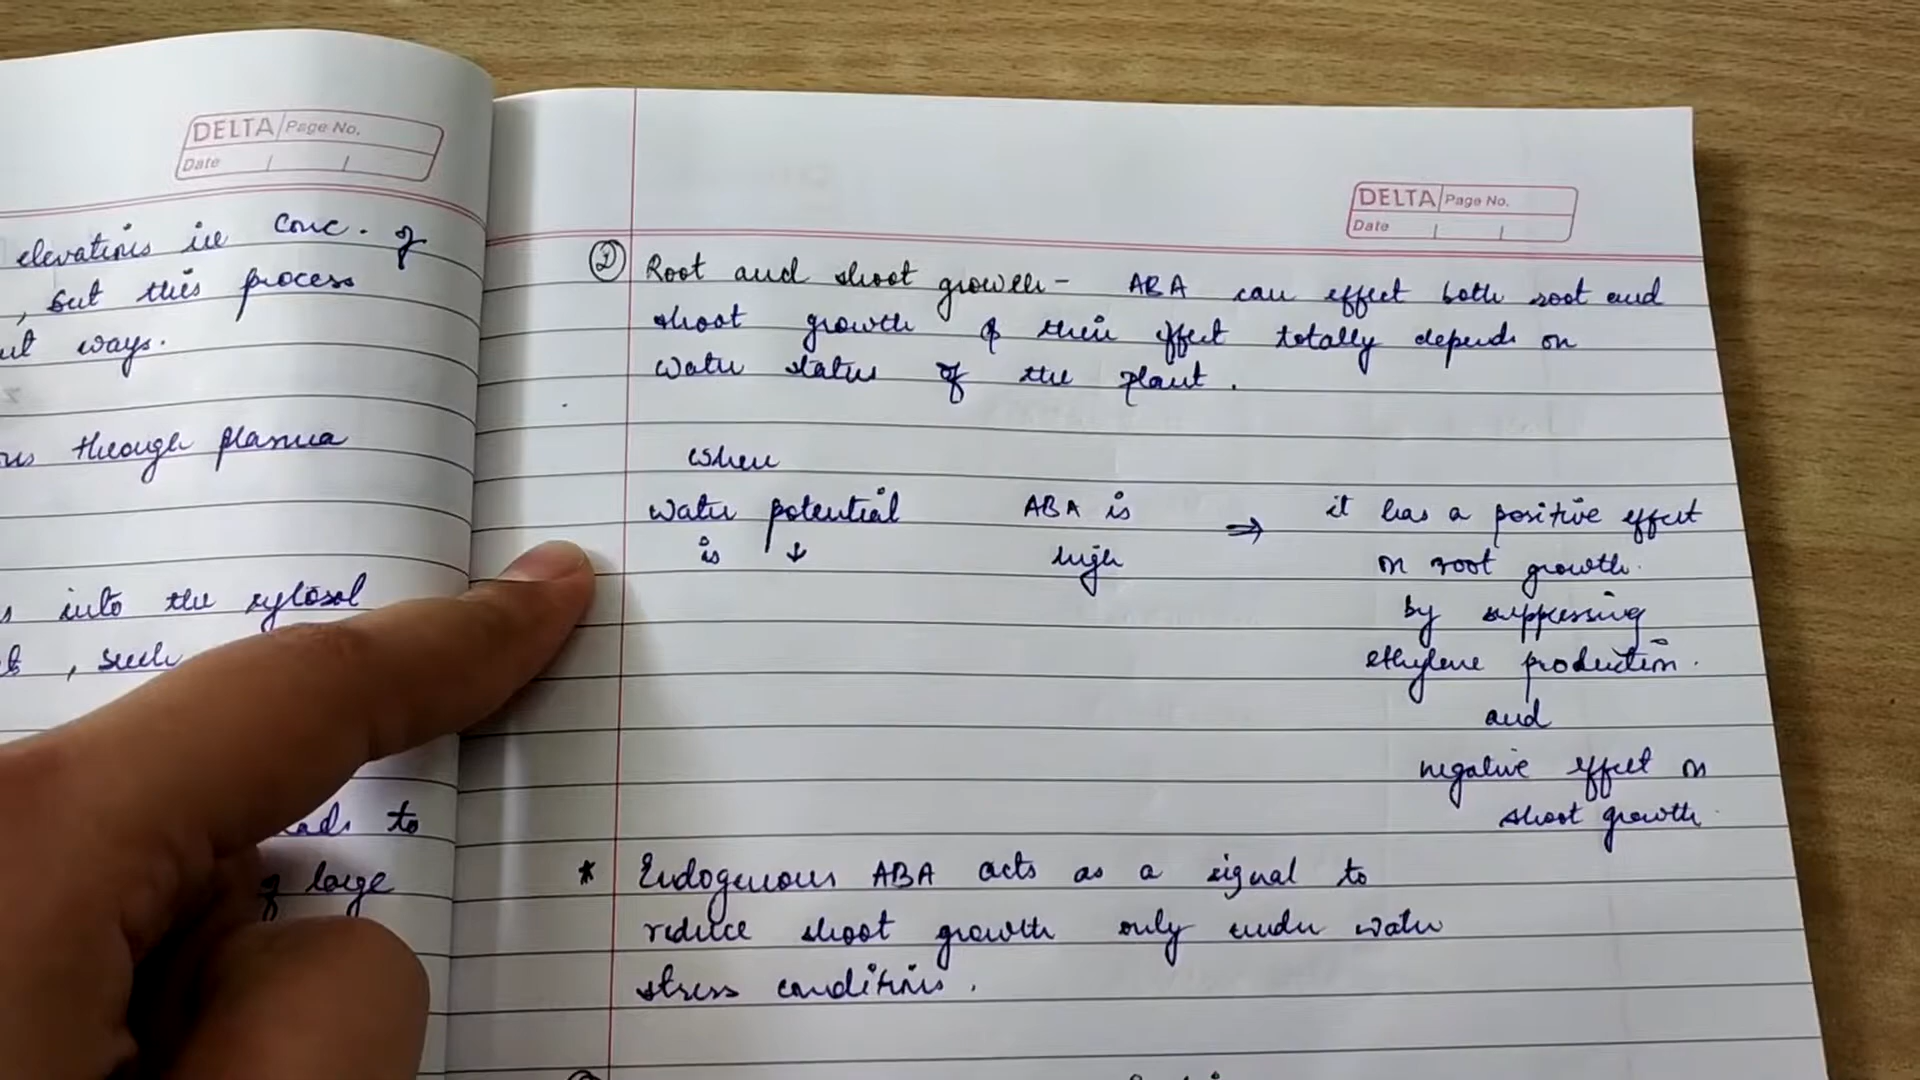 DELTA Page No.
Date / /
elevations in conc. of
, but this process
ways.
through plasma
into the cytosol
, such
to
of large
DELTA Page No.
Date
② Root and shoot growth - ABA can effect both root and
shoot growth & their effect totally depends on
water status of the plant.
when
water potential ABA is ⇒ it has a positive effect
is ↓ high on root growth.
by suppressing
ethylene production.
and
negative effect on
shoot growth.
* Endogenous ABA acts as a signal to
reduce shoot growth only under water
stress conditions.